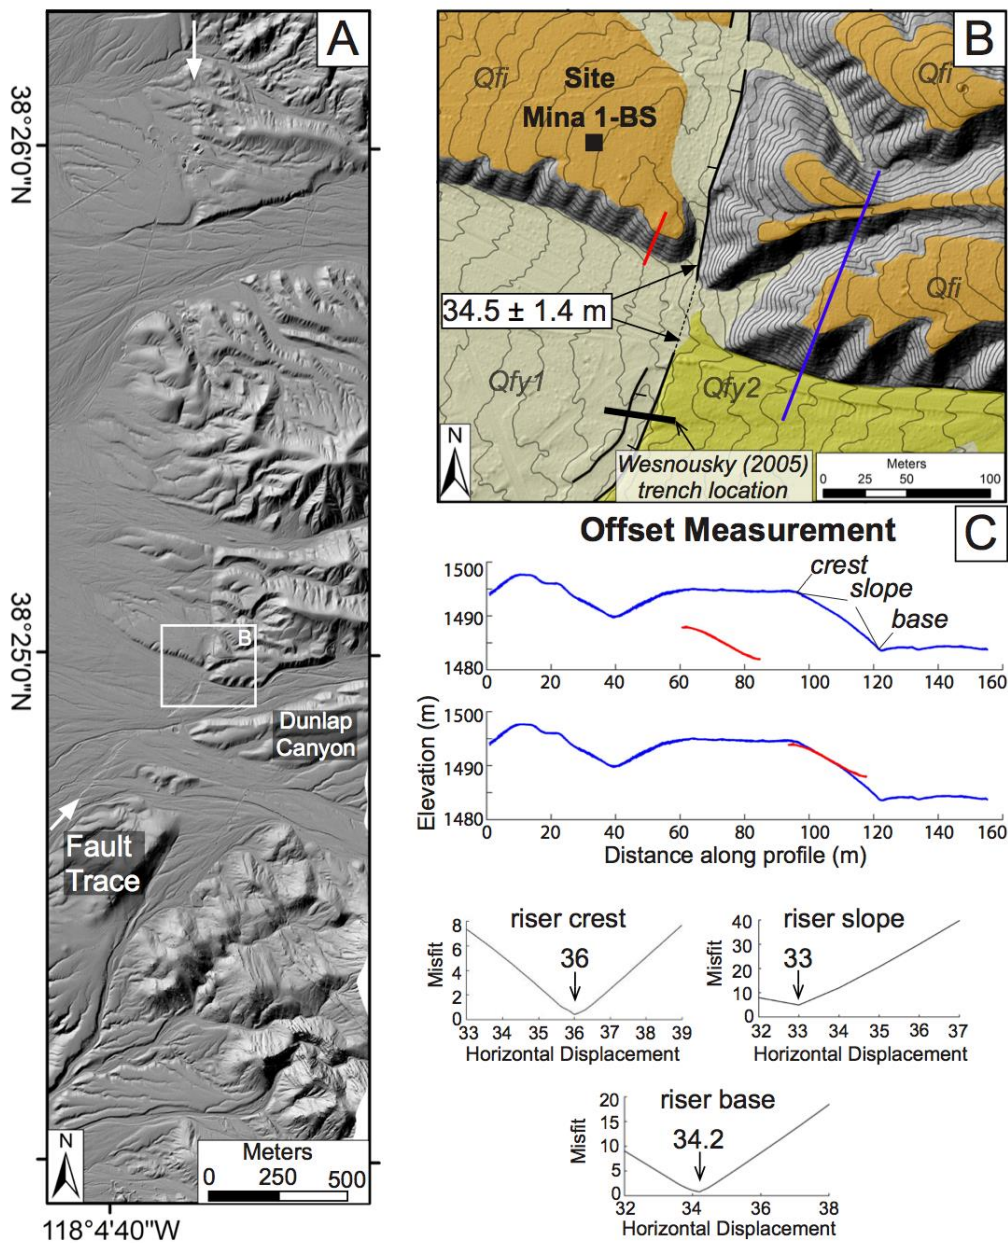 A
38°26'0"N
38°25'0"N
B
Dunlap
Canyon
Fault
Trace
N
Meters
0 250 500
118°4'40"W
B
Qfi
Site
Mina 1-BS
Qfi
Qfi
34.5 ± 1.4 m
Qfy1
Qfy2
N
Wesnousky (2005)
trench location
Meters
0 25 50 100
C
Offset Measurement
crest
slope
base
1500
1490
1480
0 20 40 60 80 100 120 140 160
1500
1490
1480
0 20 40 60 80 100 120 140 160
Elevation (m)
Distance along profile (m)
riser crest
36
8
6
4
2
0
Misfit
33 34 35 36 37 38 39
Horizontal Displacement
riser slope
33
40
30
20
10
0
Misfit
32 33 34 35 36 37
Horizontal Displacement
riser base
34.2
20
15
10
5
0
Misfit
32 34 36 38
Horizontal Displacement